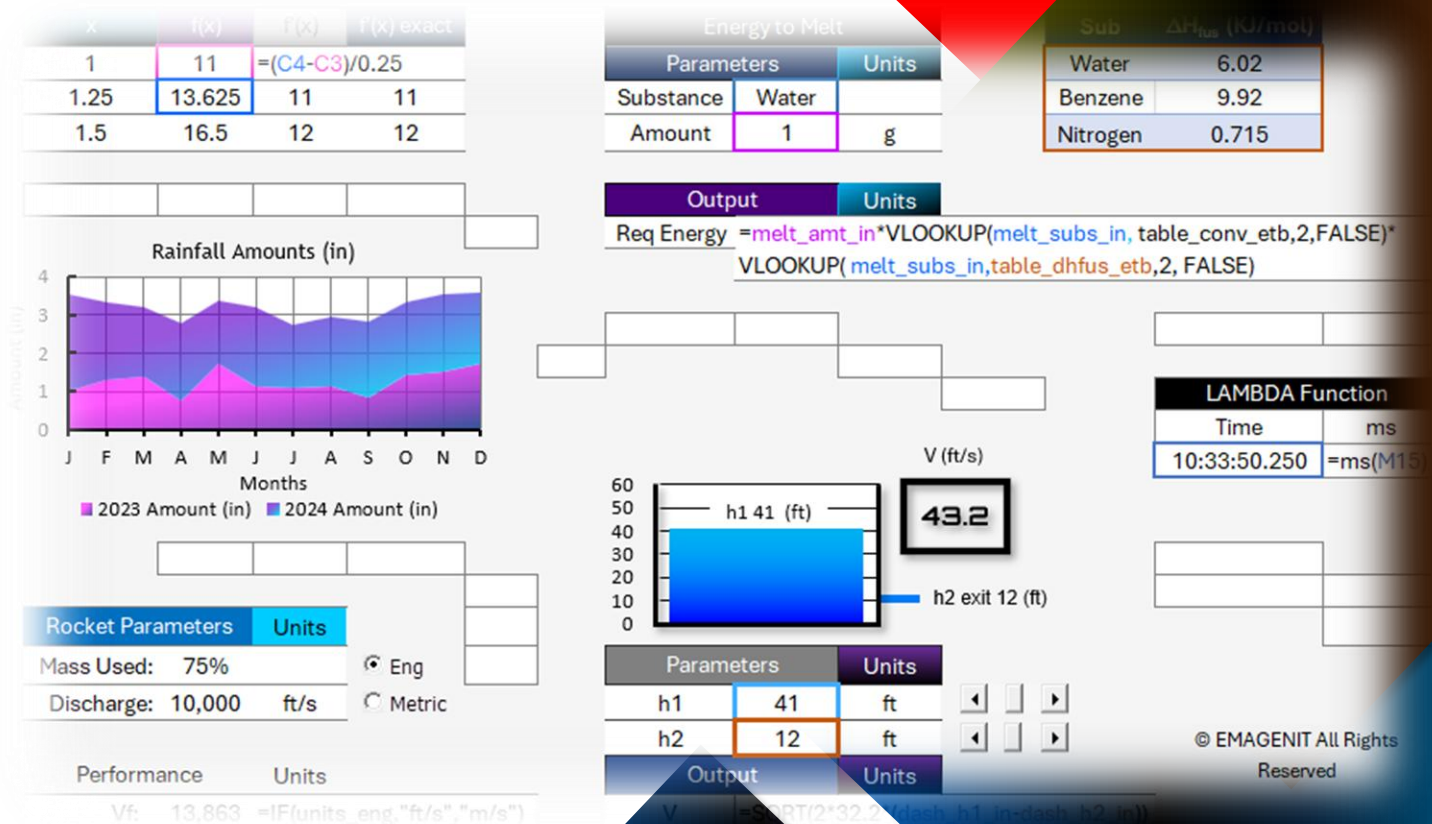 x f(x) f'(x) f'(x) exact
1 11 =(C4-C3)/0.25
1.25 13.625 11 11
1.5 16.5 12 12
Rainfall Amounts (in)
Amount (in)
4
3
2
1
0
J F M A M J J A S O N D
Months
2023 Amount (in) 2024 Amount (in)
Rocket Parameters Units
Mass Used: 75%
Discharge: 10,000 ft/s
Eng
Metric
Performance Units
Vf: 13,863 =IF(units_eng,"ft/s","m/s")
Energy to Melt
Parameters Units
Substance Water
Amount 1 g
Output Units
Req Energy =melt_amt_in*VLOOKUP(melt_subs_in, table_conv_etb,2,FALSE)*
VLOOKUP( melt_subs_in,table_dhfus_etb,2, FALSE)
Sub ΔHfus (KJ/mol)
Water 6.02
Benzene 9.92
Nitrogen 0.715
60
50
40
30
20
10
0
h1 41 (ft)
V (ft/s)
43.2
h2 exit 12 (ft)
Parameters Units
h1 41 ft
h2 12 ft
Output Units
V =SQRT(2*32.2*(dash_h1_in-dash_h2_in))
LAMBDA Function
Time ms
10:33:50.250 =ms(M15)
© EMAGENIT All Rights
Reserved